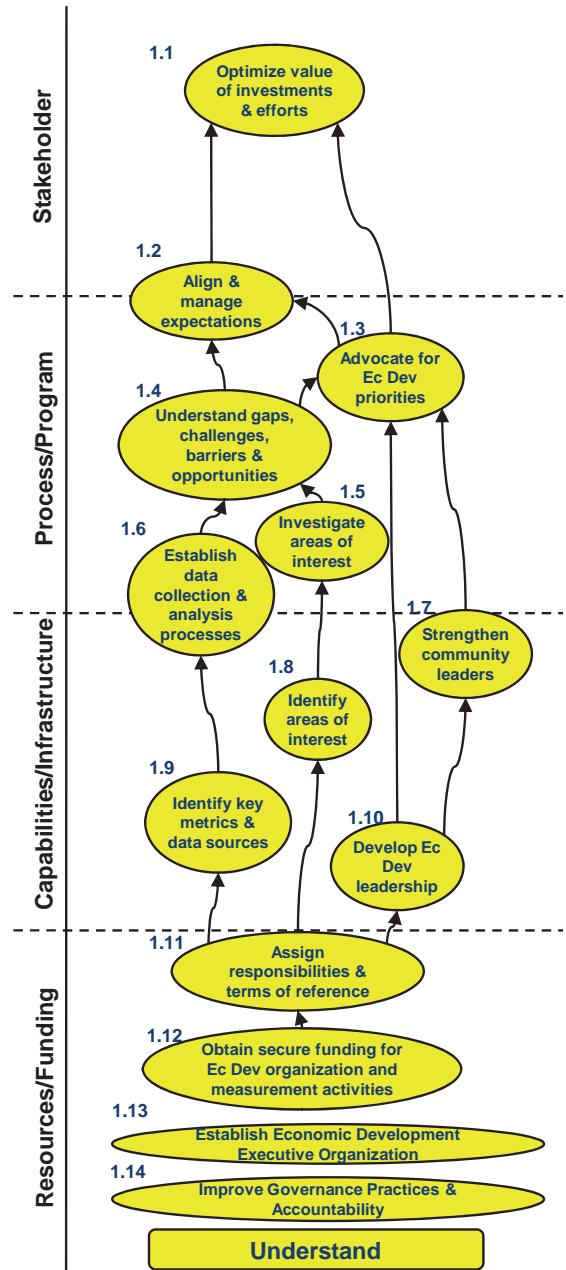 Stakeholder
1.1
Optimize value
of investments
& efforts
1.2
Align &
manage
expectations
Process/Program
1.3
Advocate for
Ec Dev
priorities
1.4
Understand gaps,
challenges,
barriers &
opportunities
1.5
Investigate
areas of
interest
1.6
Establish
data
collection &
analysis
processes
Capabilities/Infrastructure
1.7
Strengthen
community
leaders
1.8
Identify
areas of
interest
1.9
Identify key
metrics &
data sources
1.10
Develop Ec
Dev
leadership
Resources/Funding
1.11
Assign
responsibilities &
terms of reference
1.12
Obtain secure funding for
Ec Dev organization and
measurement activities
1.13
Establish Economic Development
Executive Organization
1.14
Improve Governance Practices &
Accountability
Understand